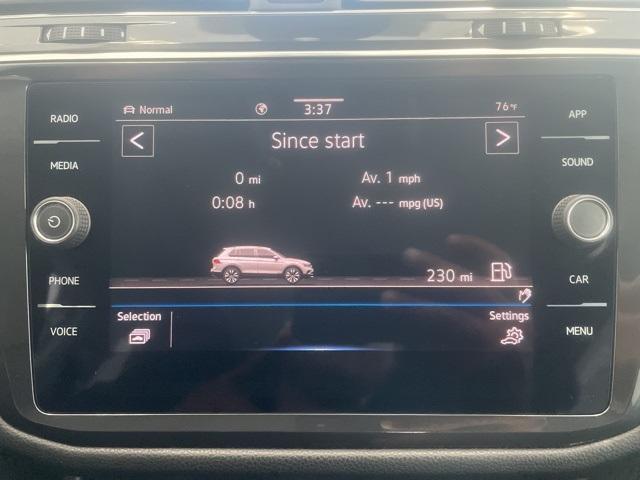 RADIO
MEDIA
PHONE
VOICE
Normal
3:37
76 °F
<
Since start
>
0 mi
Av. 1 mph
0:08 h
Av. --- mpg (US)
230 mi
Selection
Settings
APP
SOUND
CAR
MENU